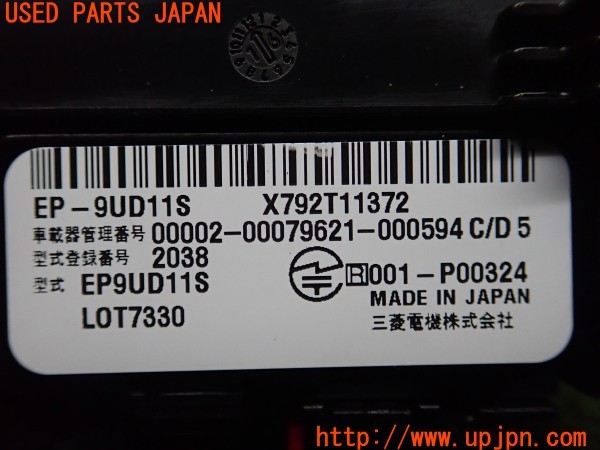 USED PARTS JAPAN
EP-9UD11S X792T11372
車載器管理番号 00002-00079621-000594 C/D 5
型式登録番号 2038
型式 EP9UD11S
R 001-P00324
LOT7330
MADE IN JAPAN
三菱電機株式会社
http://www.upjpn.com/